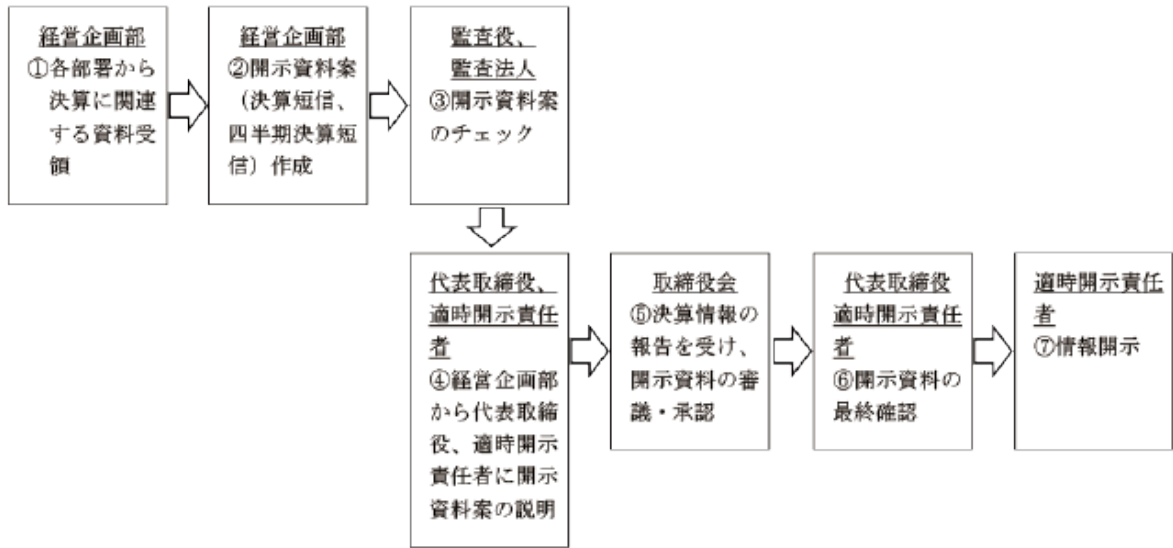 経営企画部
①各部署から
決算に関連
する資料受
領
経営企画部
②開示資料案
（決算短信、
四半期決算短
信）作成
監査役、
監査法人
③開示資料案
のチェック
代表取締役、
適時開示責任
者
④経営企画部
から代表取締
役、適時開示
責任者に開示
資料案の説明
取締役会
⑤決算情報の
報告を受け、
開示資料の審
議・承認
代表取締役
適時開示責任
者
⑥開示資料の
最終確認
適時開示責任
者
⑦情報開示